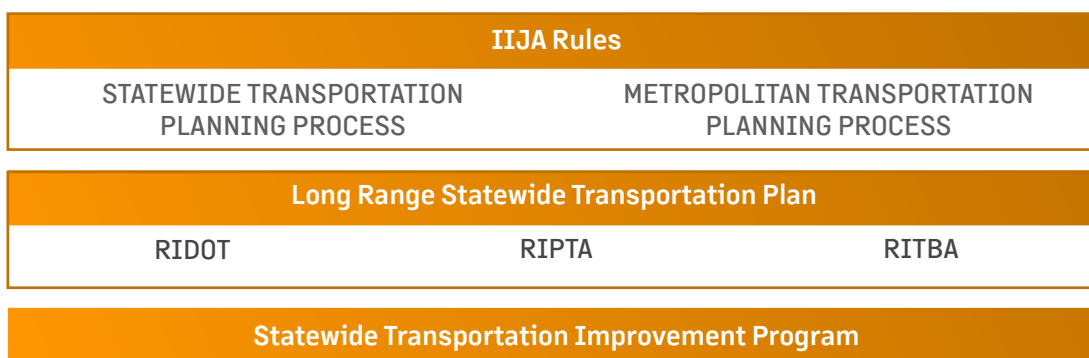 IIJA Rules
STATEWIDE TRANSPORTATION
PLANNING PROCESS
METROPOLITAN TRANSPORTATION
PLANNING PROCESS
Long Range Statewide Transportation Plan
RIDOT
RIPTA
RITBA
Statewide Transportation Improvement Program